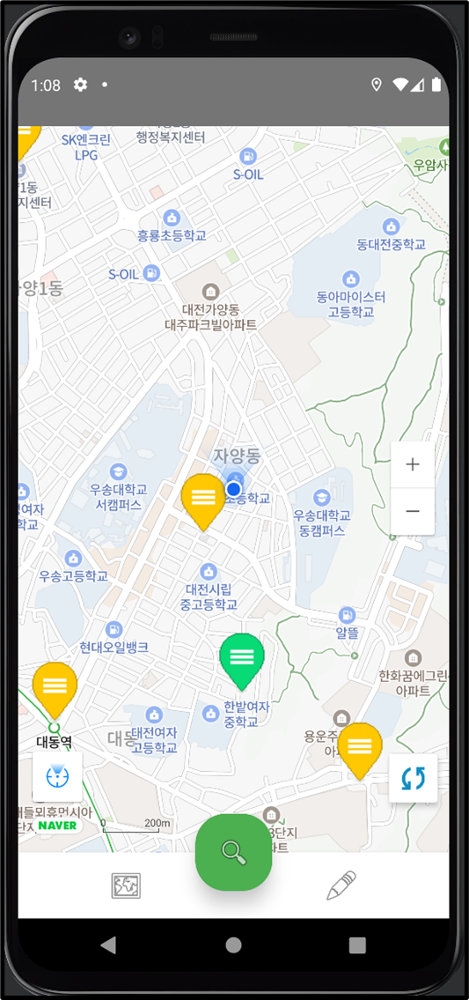 1:08
SK엔크린
LPG
행정복지센터
S-OIL
우암사
1동
지센터
흥룡초등학교
동대전중학교
S-OIL
양1동
대전가양동
대주파크빌아파트
동아마이스터
고등학교
자양동
초등학교
우송대학교
서캠퍼스
우송대학교
동캠퍼스
여자
학교
우송고등학교
대전시립
중고등학교
알뜰
현대오일뱅크
한화꿈에그린
아파트
한밭여자
중학교
대동
대전여자
고등학교
용운주
아파
대동역
휴먼시아
단지
NAVER
0
200m
3단지
파트